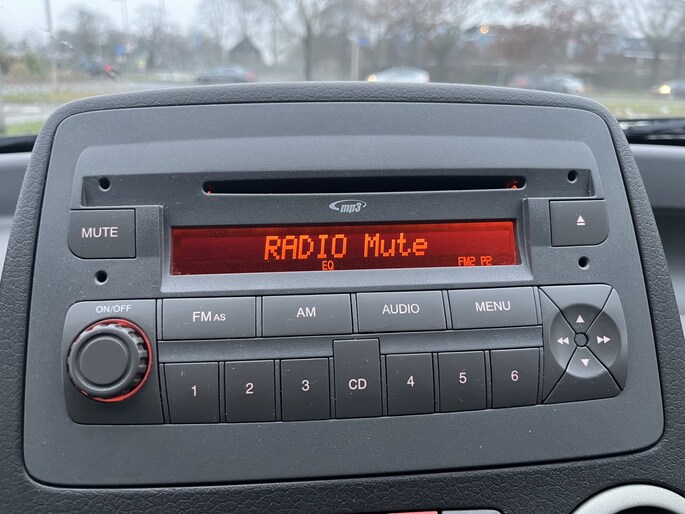 mp3
MUTE
RADIO Mute
EQ FM2 P2
ON/OFF
FM AS AM AUDIO MENU
1 2 3 CD 4 5 6